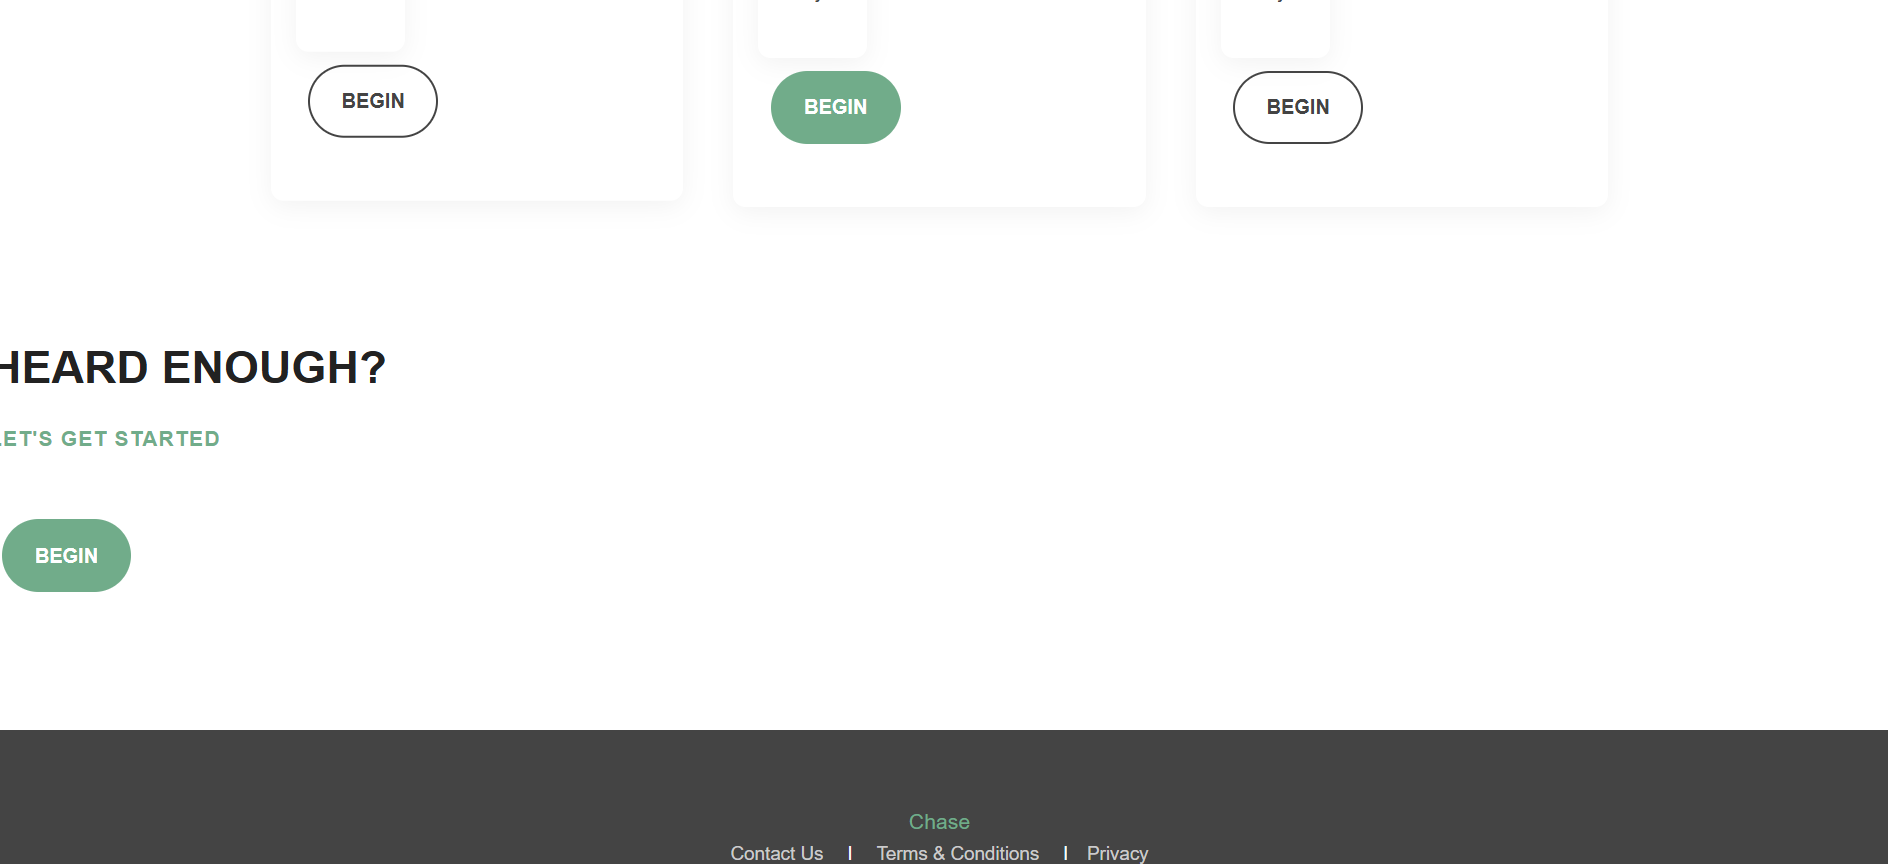 BEGIN
BEGIN
BEGIN
HEARD ENOUGH?
LET'S GET STARTED
BEGIN
Chase
Contact Us | Terms & Conditions | Privacy